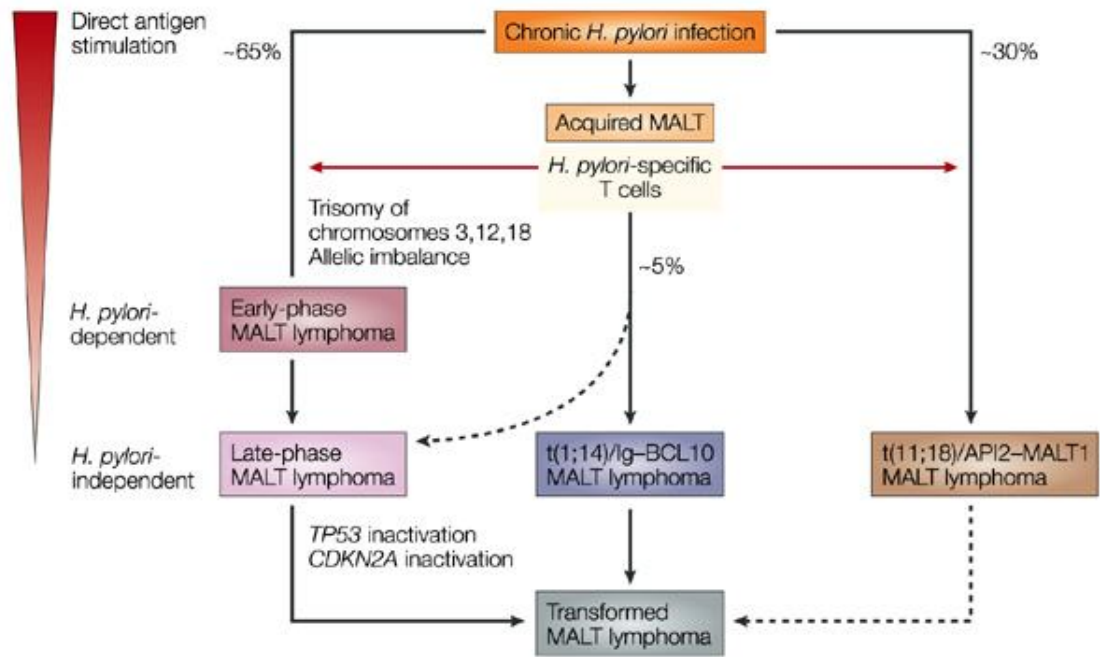 Direct antigen
stimulation
~65%
Chronic H. pylori infection
~30%
Acquired MALT
H. pylori-specific
T cells
Trisomy of
chromosomes 3,12,18
Allelic imbalance
~5%
H. pylori-
dependent
Early-phase
MALT lymphoma
H. pylori-
independent
Late-phase
MALT lymphoma
t(1;14)/Ig–BCL10
MALT lymphoma
t(11;18)/API2–MALT1
MALT lymphoma
TP53 inactivation
CDKN2A inactivation
Transformed
MALT lymphoma